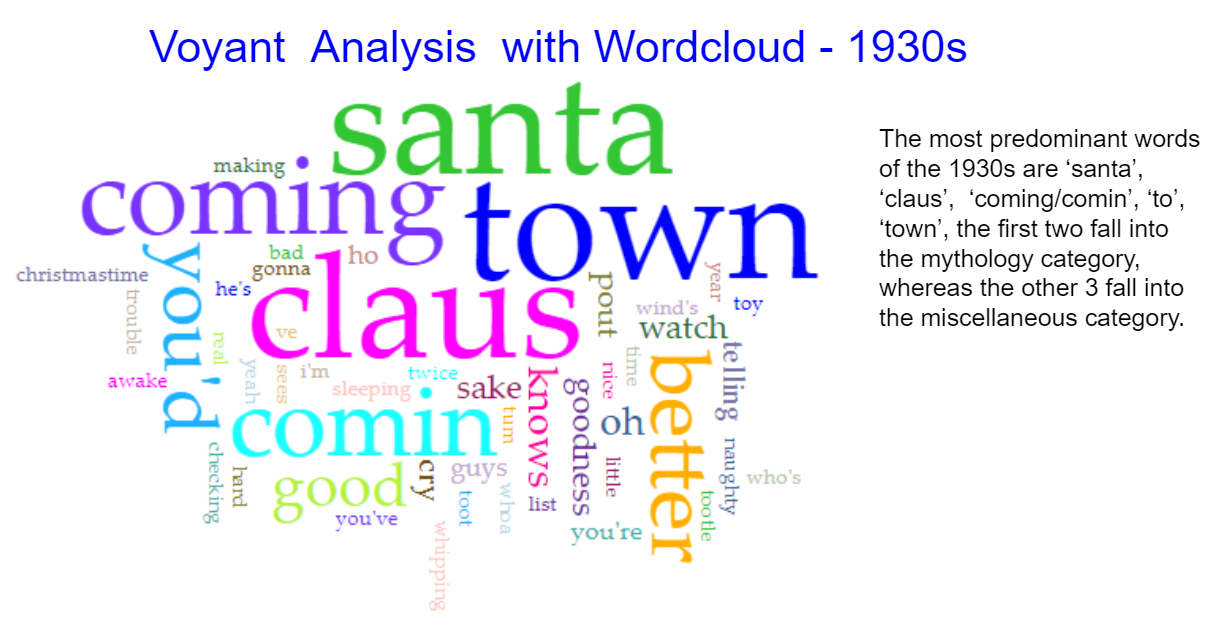 Voyant Analysis with Wordcloud - 1930s
santa
making
coming
town
The most predominant words
of the 1930s are ‘santa’,
‘claus’, ‘coming/comin’, ‘to’,
‘town’, the first two fall into
the mythology category,
whereas the other 3 fall into
the miscellaneous category.
you'd
bad
ho
gonna
christmastime
he's
claus
pout
year
toy
wind's
watch
trouble
real
ve
yeah
sees
i'm
awake
sleeping
twice
sake
knows
goodness
nice
time
better
telling
comin
tum
oh
checking
hard
good
cry
guys
toot
whoa
list
little
naughty
tootle
who's
you've
you're
whipping